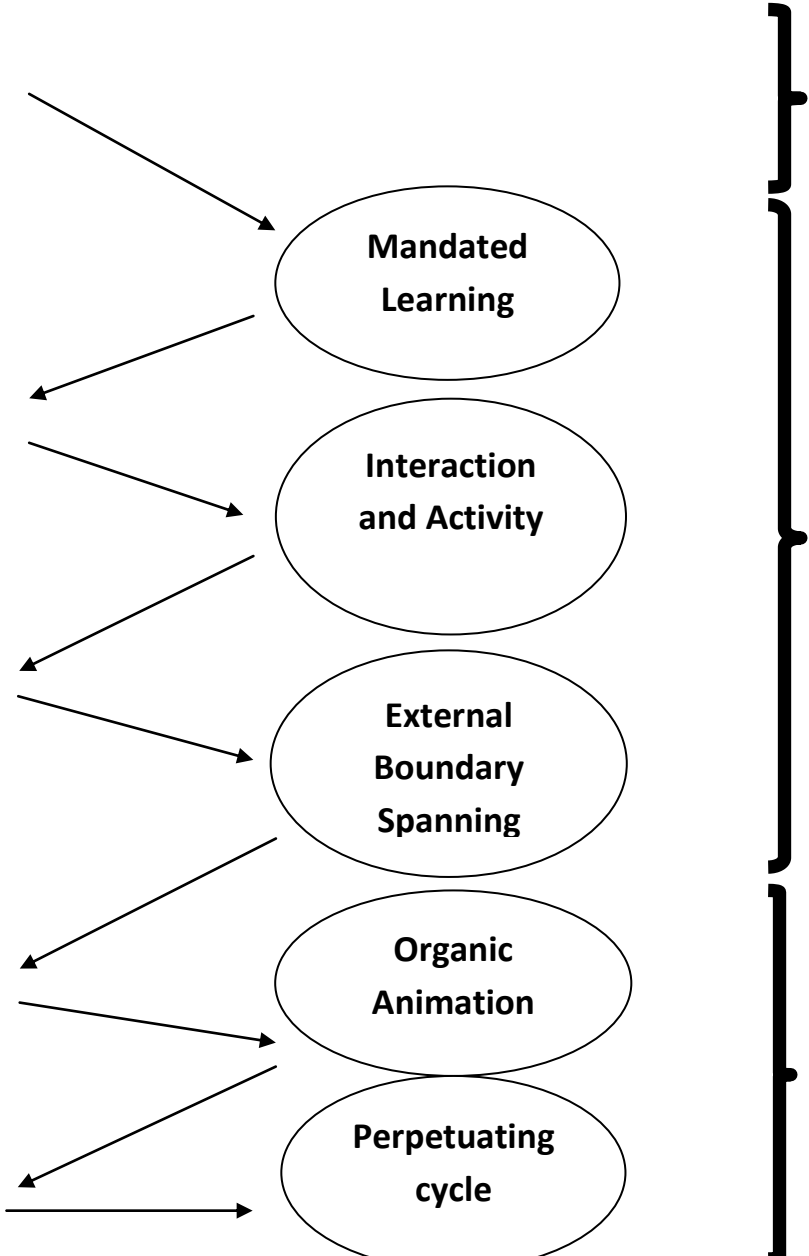 Mandated
Learning
Interaction
and Activity
External
Boundary
Spanning
Organic
Animation
Perpetuating
cycle